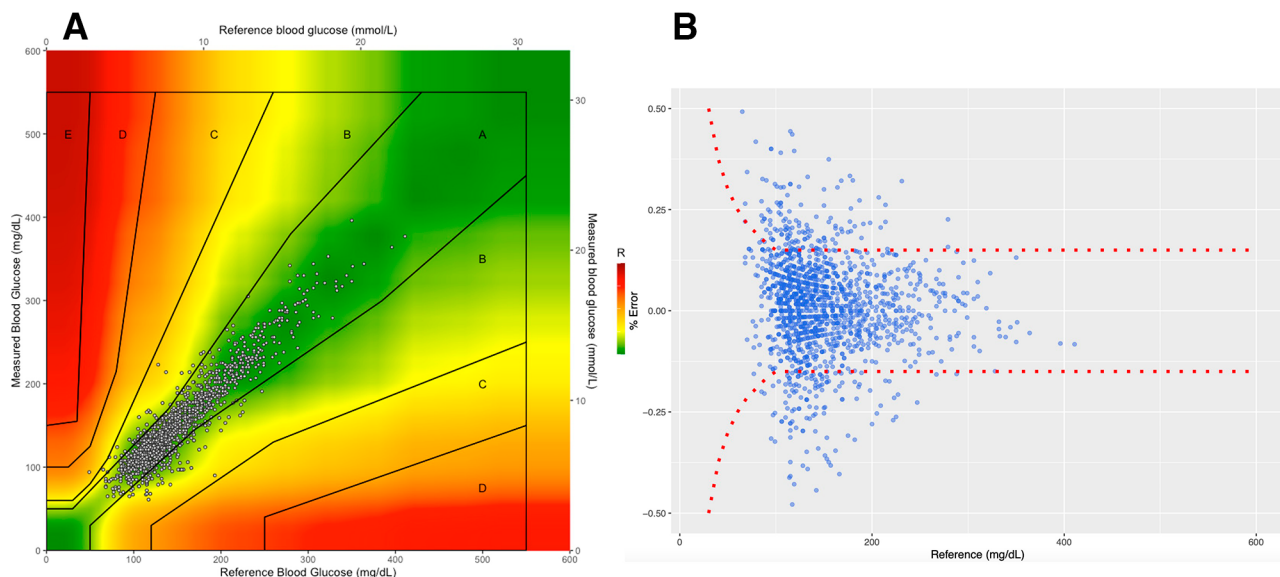 A
B
Reference blood glucose (mmol/L)
0 10 20 30
600
500
400
300
200
100
0
Measured Blood Glucose (mg/dL)
E D C B A
B
C
D
30
20
10
0
Measured blood glucose (mmol/L)
0 100 200 300 400 500 600
Reference Blood Glucose (mg/dL)
R
% Error
0.50
0.25
0.00
−0.25
−0.50
0 200 400 600
Reference (mg/dL)